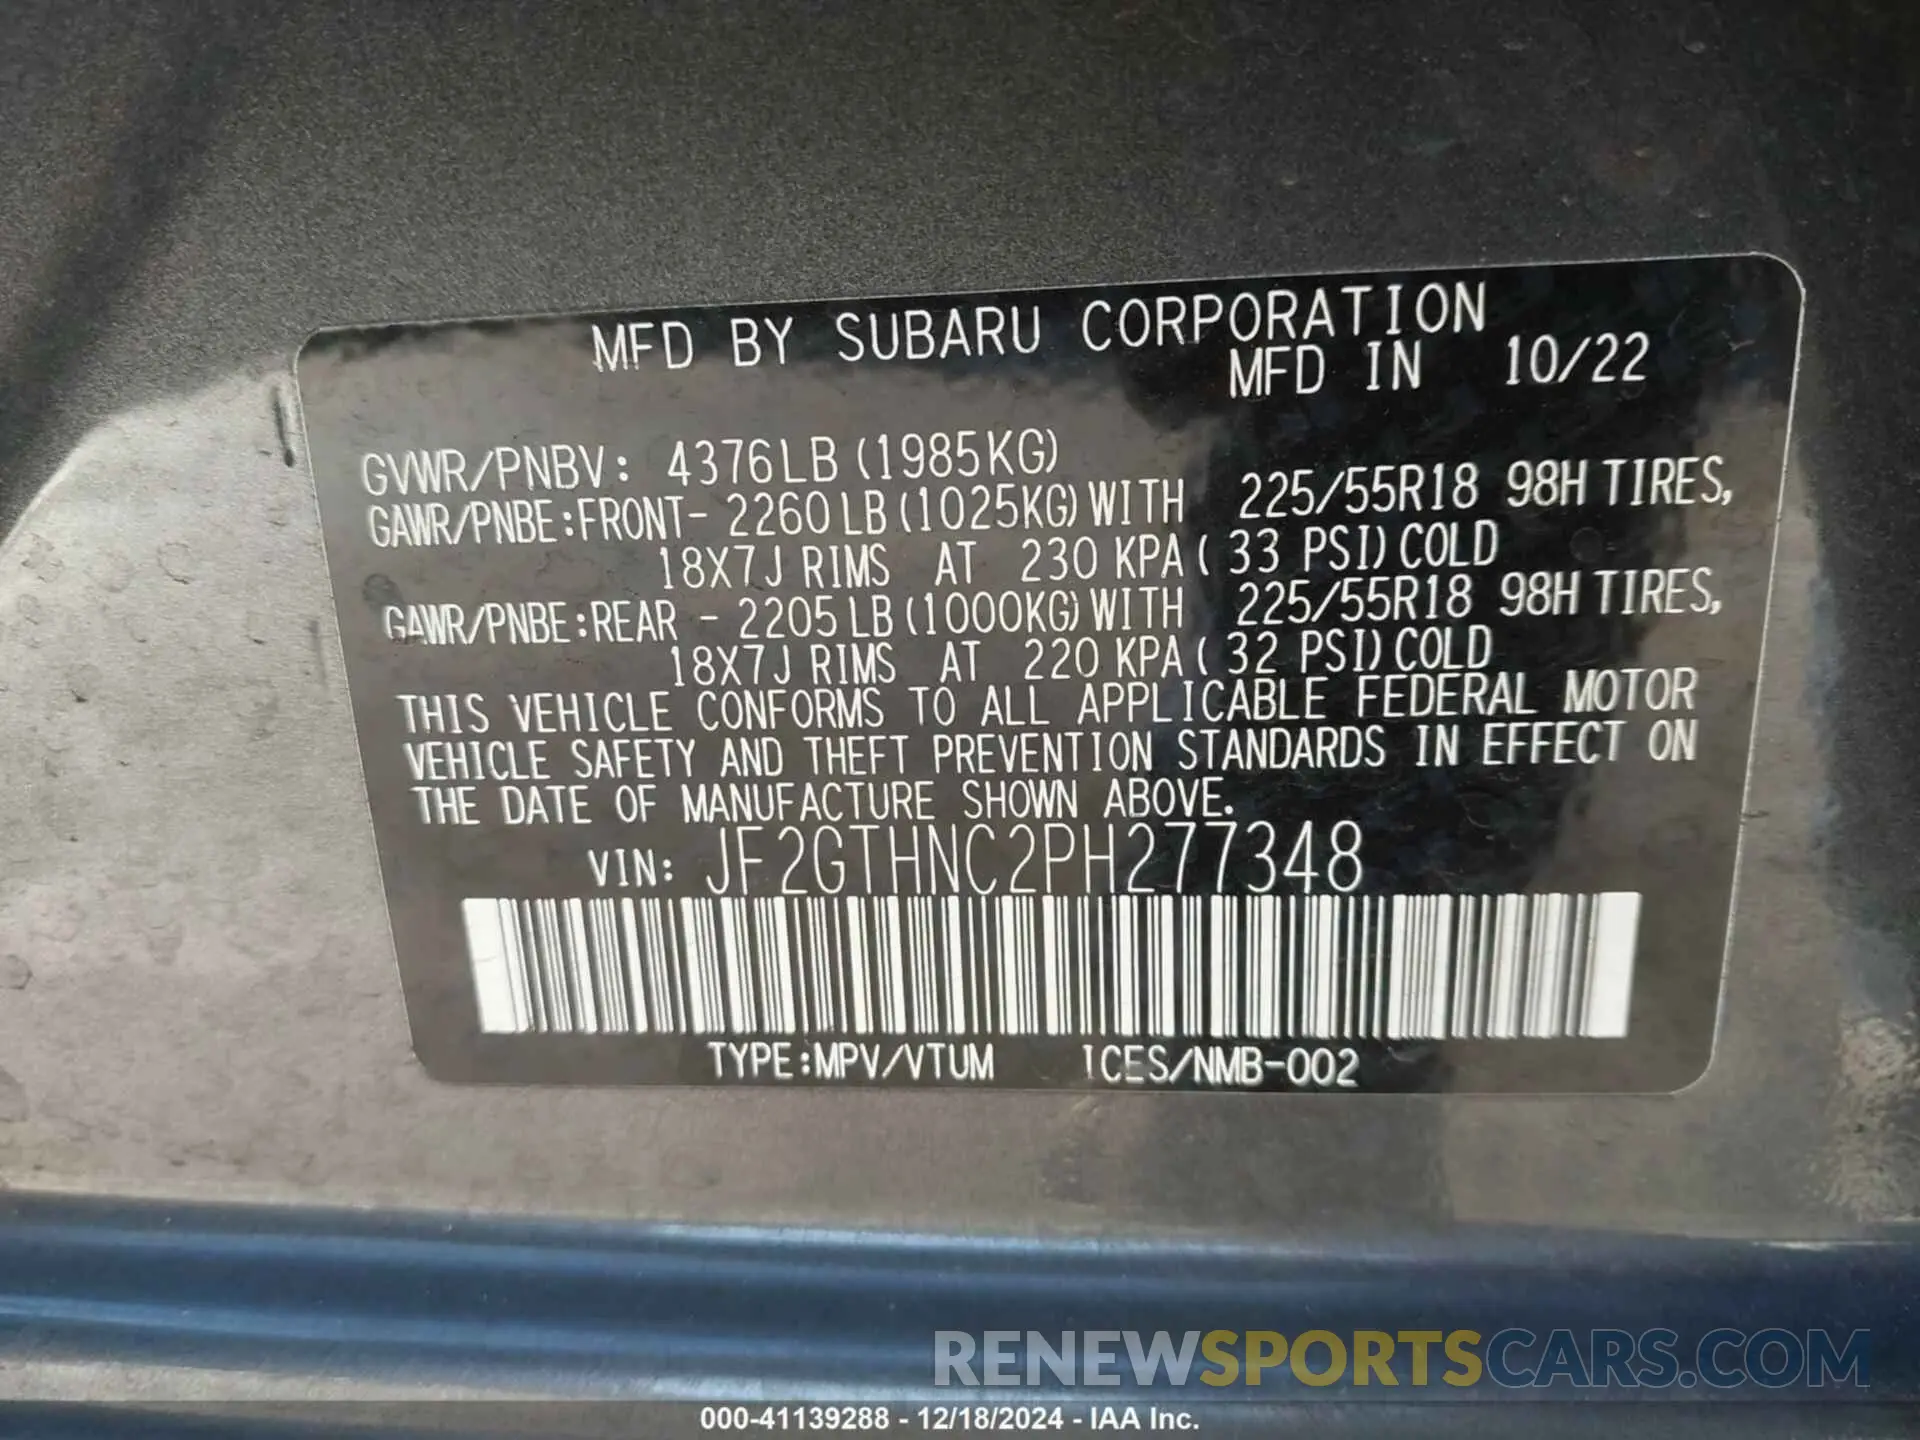 MFD BY SUBARU CORPORATION
MFD IN 10/22
GVWR/PNBV: 4376LB (1985KG)
GAWR/PNBE:FRONT- 2260 LB (1025KG) WITH 225/55R18 98H TIRES,
18X7J RIMS AT 230 KPA ( 33 PSI) COLD
GAWR/PNBE:REAR - 2205 LB (1000KG) WITH 225/55R18 98H TIRES,
18X7J RIMS AT 220 KPA ( 32 PSI) COLD
THIS VEHICLE CONFORMS TO ALL APPLICABLE FEDERAL MOTOR
VEHICLE SAFETY AND THEFT PREVENTION STANDARDS IN EFFECT ON
THE DATE OF MANUFACTURE SHOWN ABOVE.
VIN: JF2GTHNC2PH277348
TYPE:MPV/VTUM ICES/NMB-002
RENEWSPORTSCARS.COM
000-41139288 - 12/18/2024 - IAA Inc.